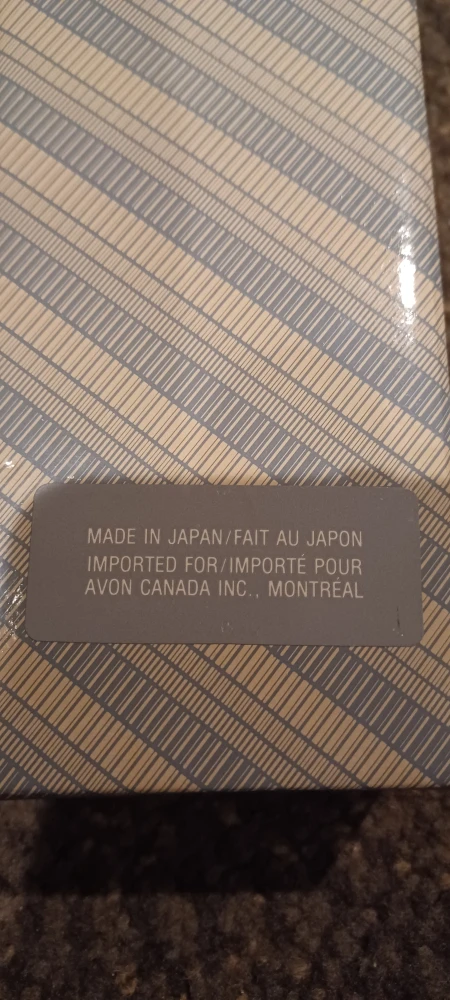 MADE IN JAPAN/FAIT AU JAPON
IMPORTED FOR/IMPORTÉ POUR
AVON CANADA INC., MONTRÉAL